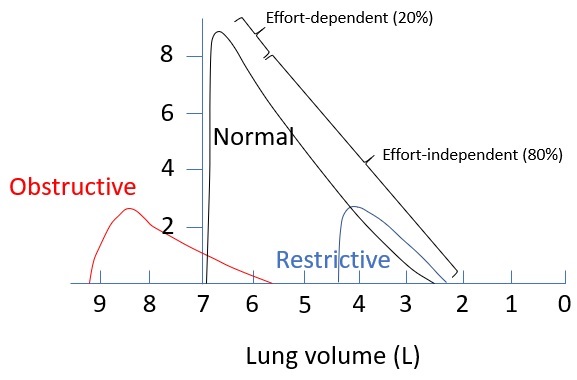 Effort-dependent (20%)
8
6
Normal
Effort-independent (80%)
4
Obstructive
2
Restrictive
9 8 7 6 5 4 3 2 1 0
Lung volume (L)